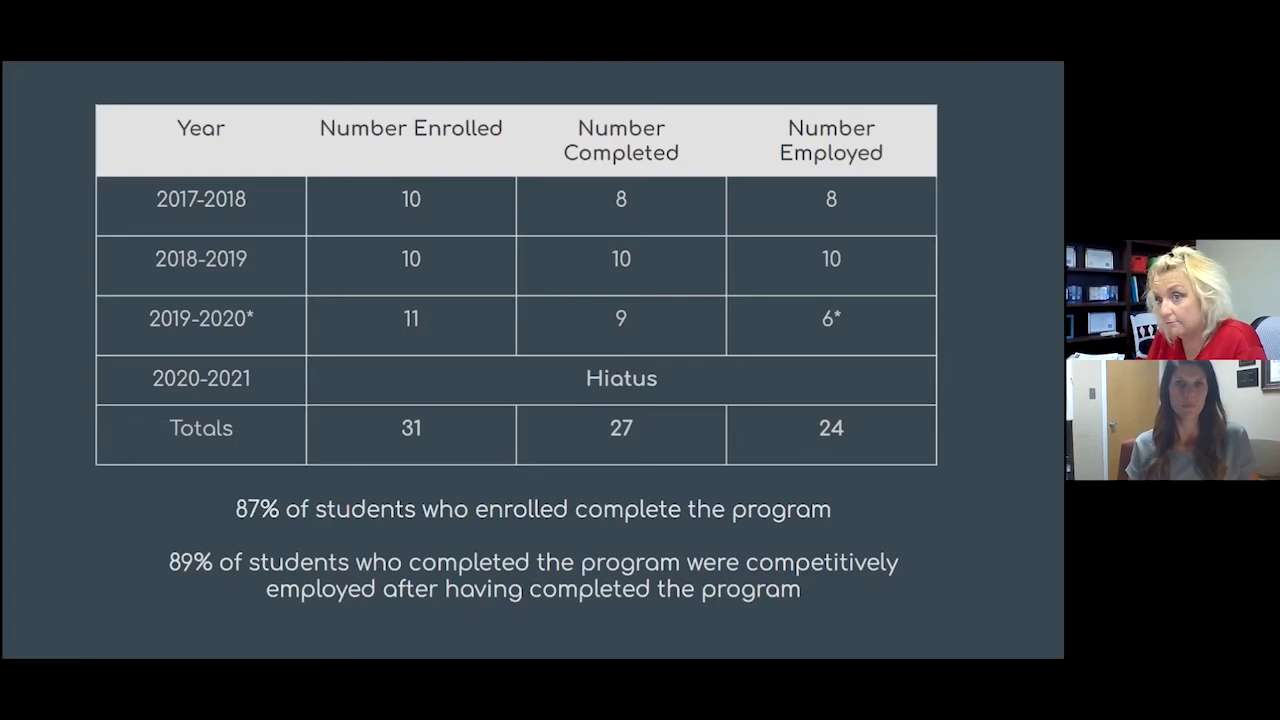 Year Number Enrolled Number Completed Number Employed
2017-2018 10 8 8
2018-2019 10 10 10
2019-2020* 11 9 6*
2020-2021 Hiatus
Totals 31 27 24
87% of students who enrolled complete the program
89% of students who completed the program were competitively
employed after having completed the program